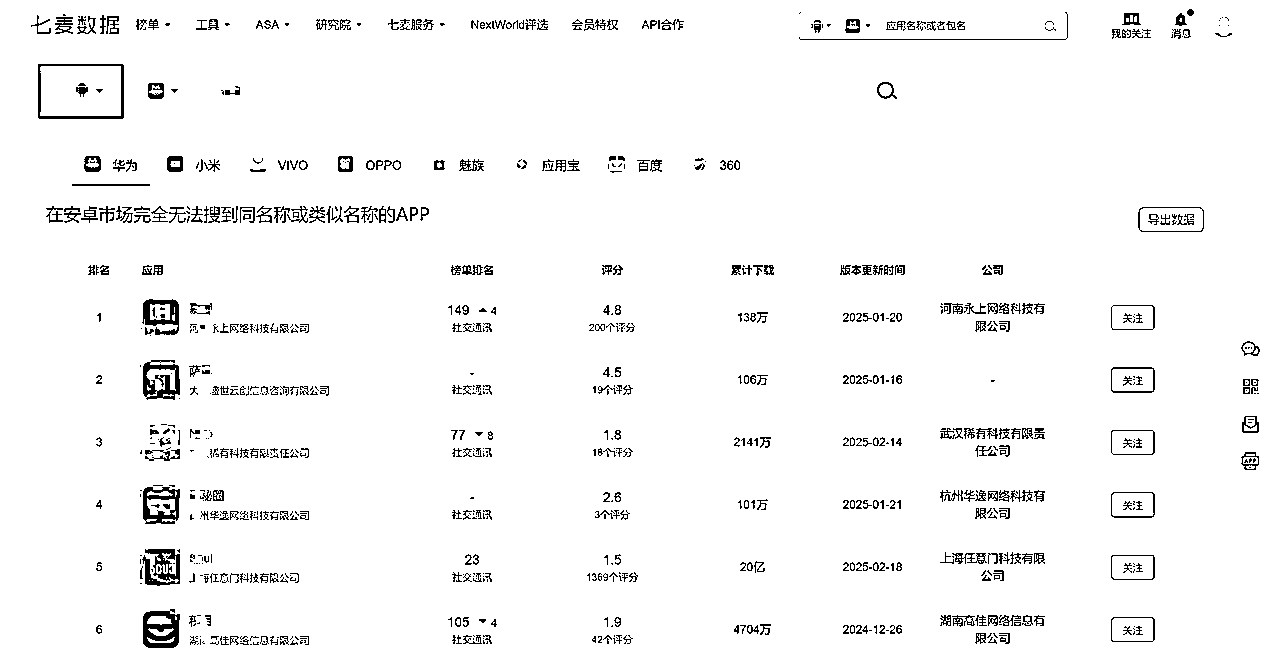 七麦数据 榜单 工具 ASA 研究院 七麦服务 NextWorld评选 会员特权 API合作 应用名称或者包名 我的关注 消息
华为 小米 VIVO OPPO 魅族 应用宝 百度 360
在安卓市场完全无法搜到同名称或类似名称的APP
导出数据
排名 应用 榜单排名 评分 累计下载 版本更新时间 公司
1 永上网络科技有限公司 149 4 社交通讯 4.8 200个评分 138万 2025-01-20 河南永上网络科技有限公司 关注
2 世云创信息咨询有限公司 - 社交通讯 4.5 19个评分 106万 2025-01-16 - 关注
3 稀有科技有限责任公司 77 8 社交通讯 1.8 18个评分 2141万 2025-02-14 武汉稀有科技有限责任公司 关注
4 秘圈 州华逸网络科技有限公司 - 社交通讯 2.6 3个评分 101万 2025-01-21 杭州华逸网络科技有限公司 关注
5 任意门科技有限公司 23 社交通讯 1.5 1369个评分 20亿 2025-02-18 上海任意门科技有限公司 关注
6 高佳网络信息有限公司 105 4 社交通讯 1.9 42个评分 4704万 2024-12-26 湖南高佳网络信息有限公司 关注
APP